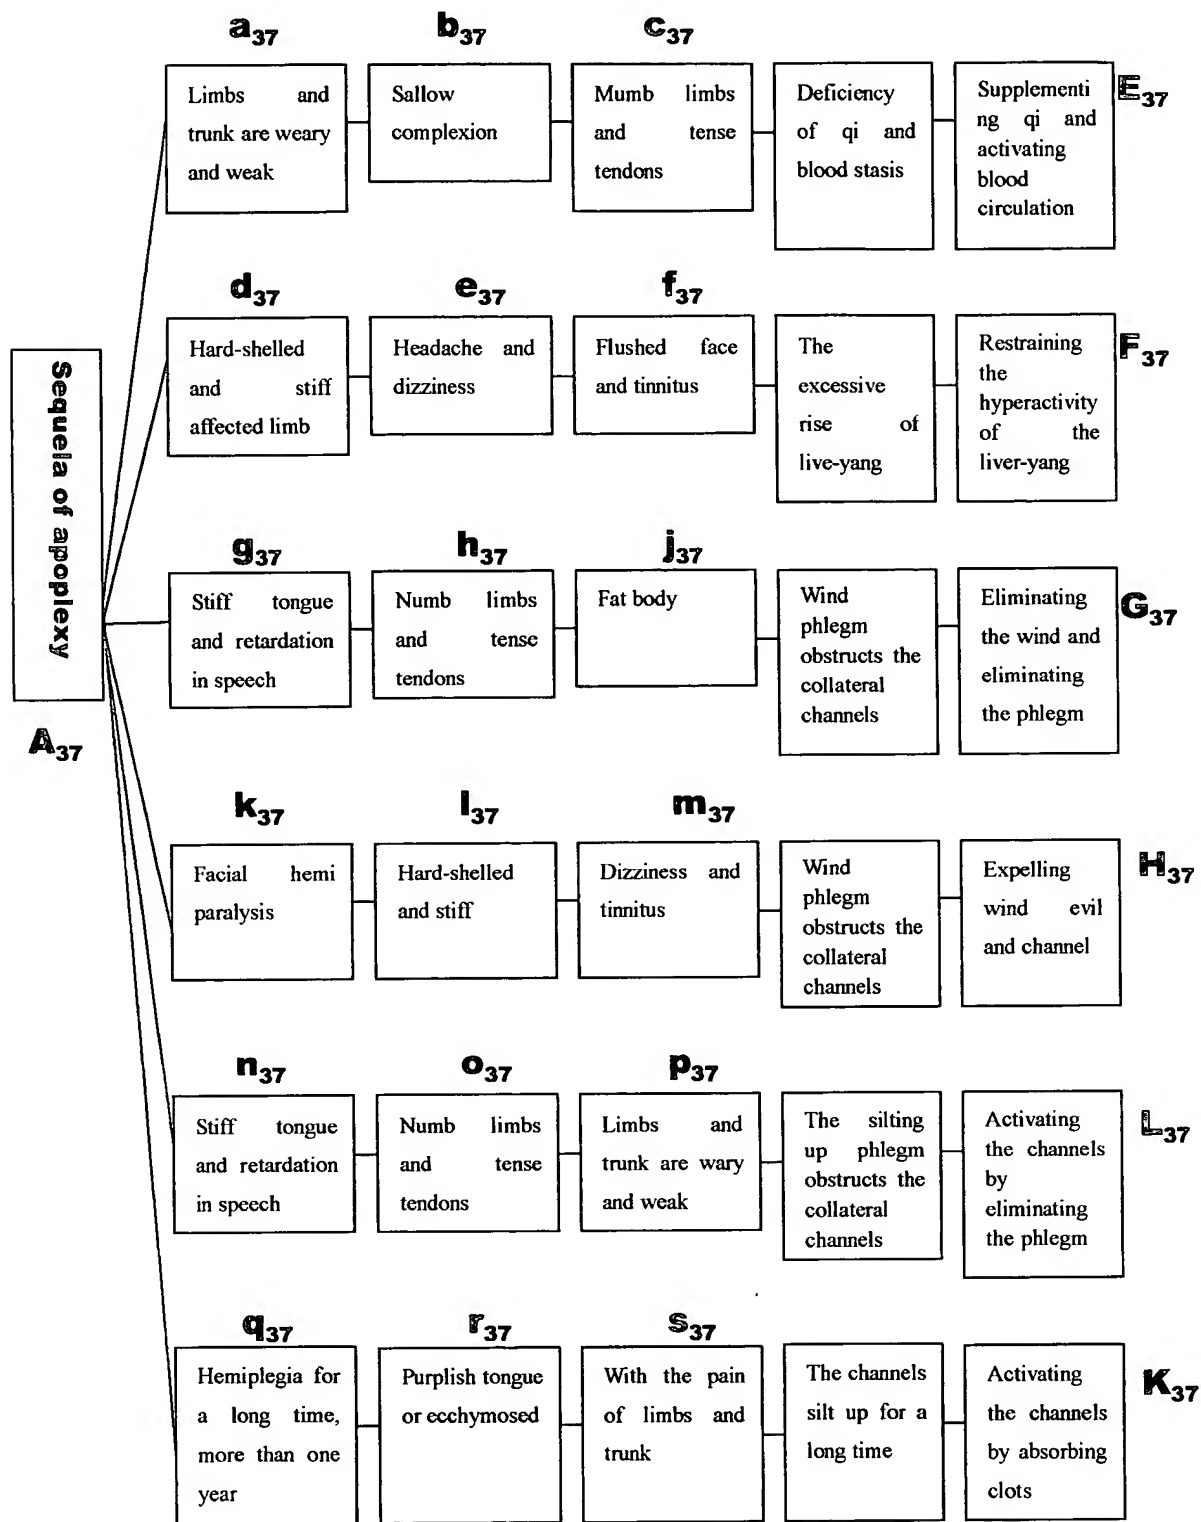 a37
b37
c37
Limbs and
trunk are weary
and weak
Sallow
complexion
Mumb limbs
and tense
tendons
Deficiency
of qi and
blood stasis
Supplementi
ng qi and
activating
blood
circulation
E37
d37
e37
f37
Hard-shelled
and stiff
affected limb
Headache and
dizziness
Flushed face
and tinnitus
The
excessive
rise of
live-yang
Restraining
the
hyperactivity
of the
liver-yang
F37
Sequela of apoplexy
A37
g37
h37
j37
Stiff tongue
and retardation
in speech
Numb limbs
and tense
tendons
Fat body
Wind
phlegm
obstructs the
collateral
channels
Eliminating
the wind and
eliminating
the phlegm
G37
k37
l37
m37
Facial hemi
paralysis
Hard-shelled
and stiff
Dizziness and
tinnitus
Wind
phlegm
obstructs the
collateral
channels
Expelling
wind evil
and channel
H37
n37
o37
p37
Stiff tongue
and retardation
in speech
Numb limbs
and tense
tendons
Limbs and
trunk are wary
and weak
The silting
up phlegm
obstructs the
collateral
channels
Activating
the channels
by
eliminating
the phlegm
L37
q37
r37
s37
Hemiplegia for
a long time,
more than one
year
Purplish tongue
or ecchymosed
With the pain
of limbs and
trunk
The channels
silt up for a
long time
Activating
the channels
by absorbing
clots
K37